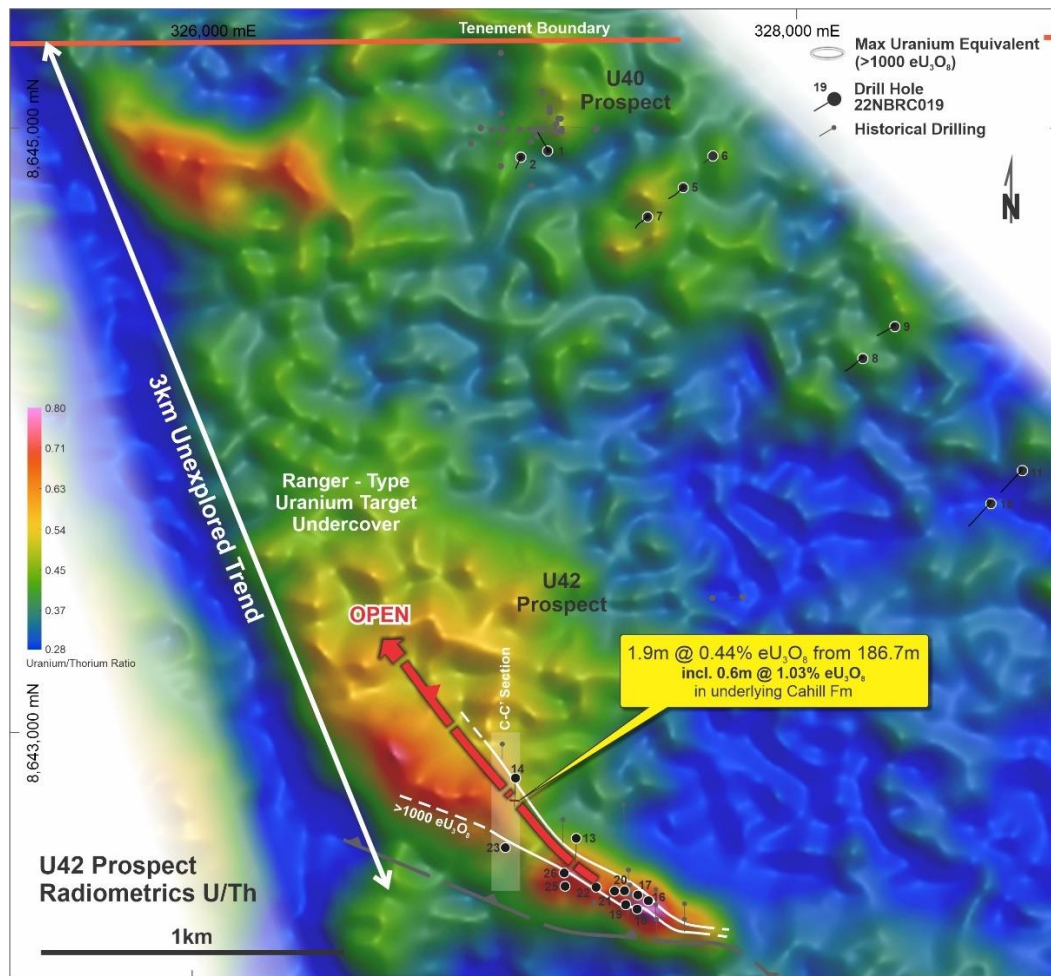 326,000 mE
Tenement Boundary
328,000 mE
Max Uranium Equivalent
(>1000 eU₃O₈)
19
Drill Hole
22NBRC019
Historical Drilling
N
U40
Prospect
8,645,000 mN
1
2
6
5
7
9
8
11
10
3km Unexplored Trend
0.80
0.71
0.63
0.54
0.45
0.37
0.28
Uranium/Thorium Ratio
Ranger - Type
Uranium Target
Undercover
U42
Prospect
OPEN
1.9m @ 0.44% eU₃O₈ from 186.7m
incl. 0.6m @ 1.03% eU₃O₈
in underlying Cahill Fm
C-C' Section
8,643,000 mN
14
>1000 eU₃O₈
13
23
26
25
22
21
20
17
16
19
U42 Prospect
Radiometrics U/Th
1km